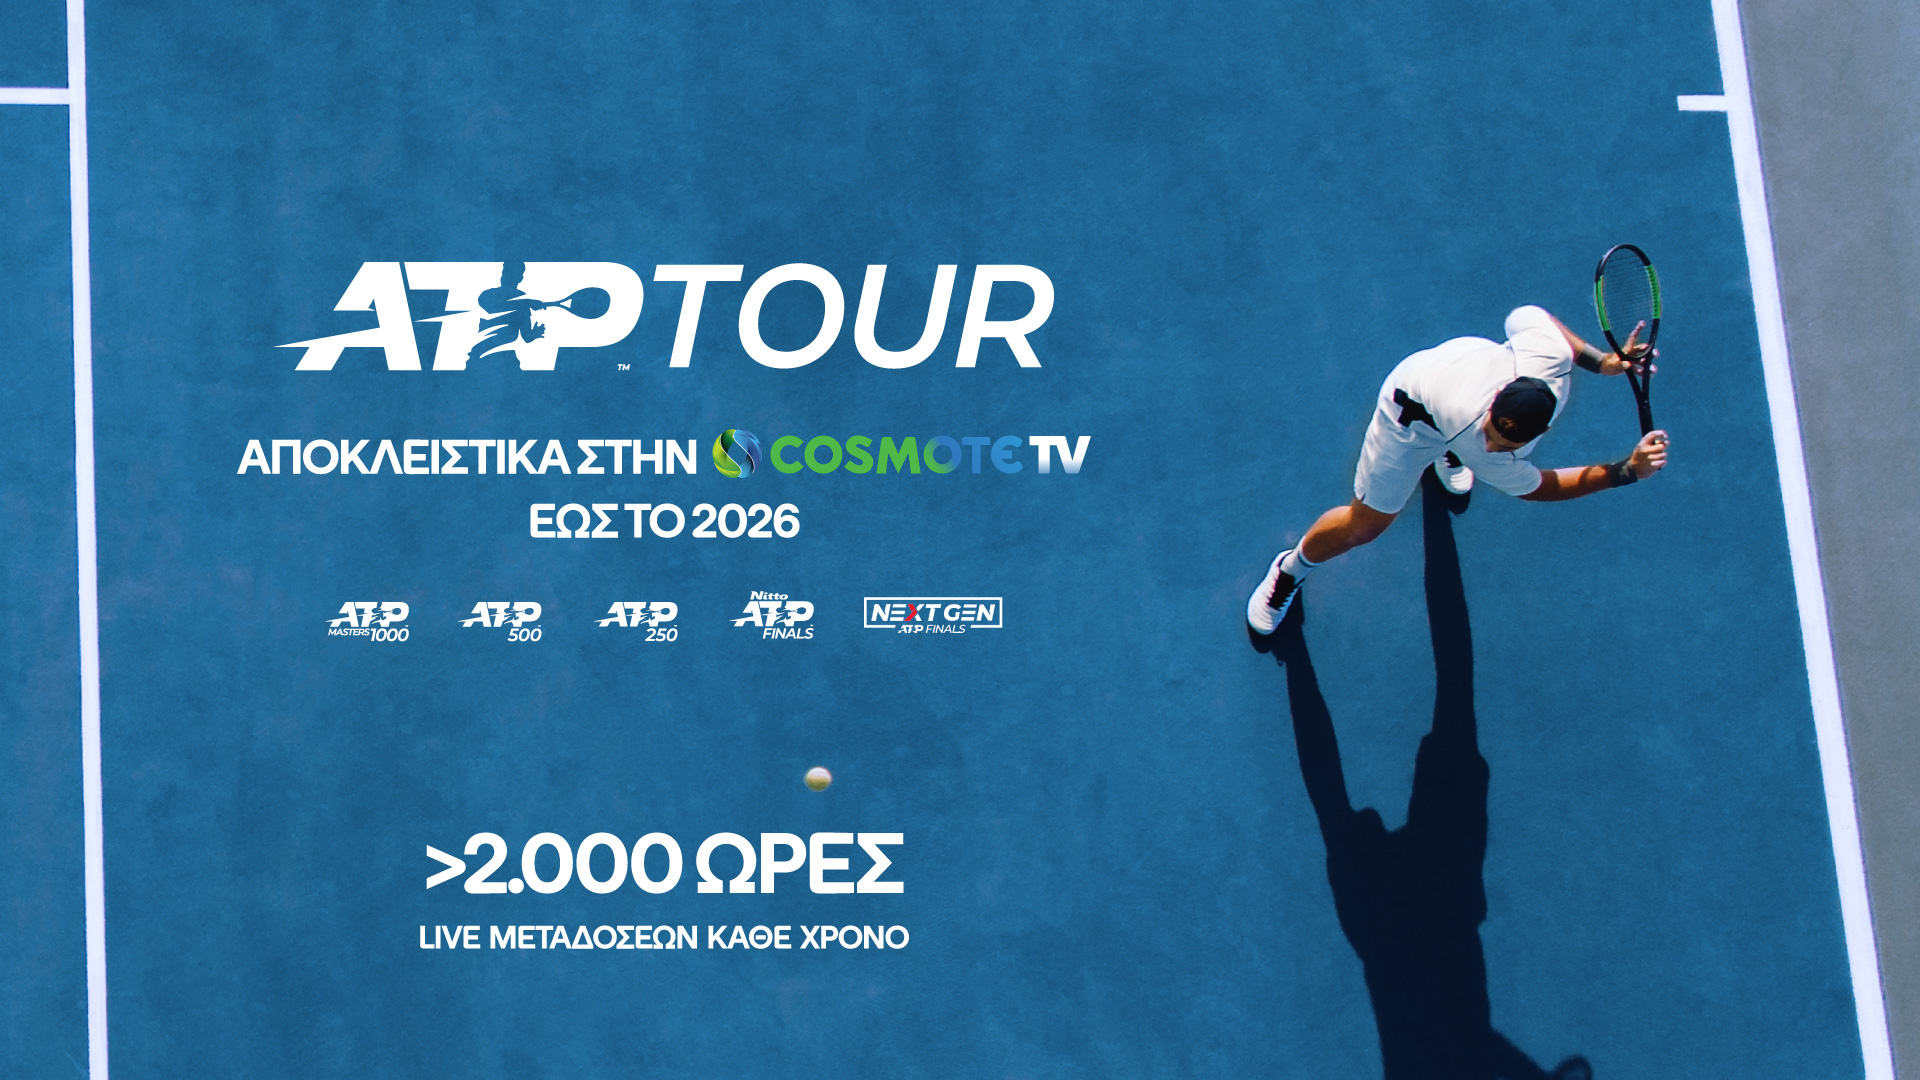 ATP™ TOUR
ΑΠΟΚΛΕΙΣΤΙΚΑ ΣΤΗΝ COSMOTE TV
ΕΩΣ ΤΟ 2026
ATP MASTERS 1000
ATP 500
ATP 250
Nitto ATP FINALS
NEXT GEN ATP FINALS
>2.000 ΩΡΕΣ
LIVE ΜΕΤΑΔΟΣΕΩΝ ΚΑΘΕ ΧΡΟΝΟ